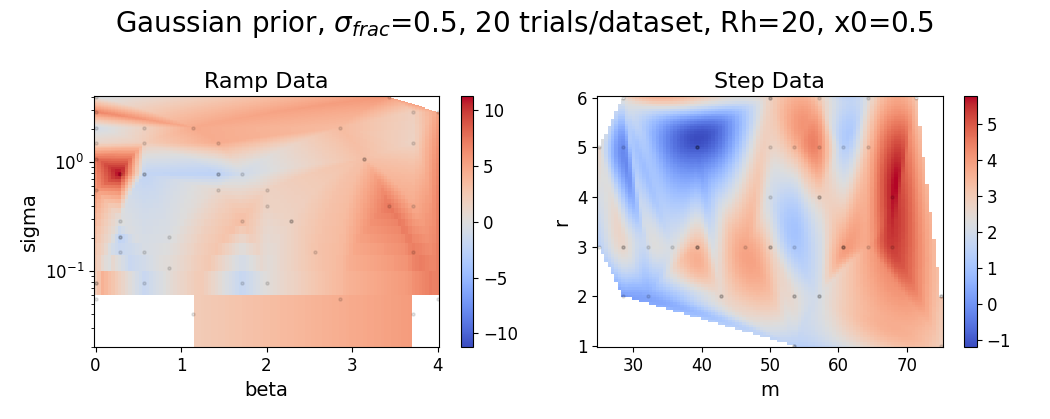 Gaussian prior, σ_frac=0.5, 20 trials/dataset, Rh=20, x0=0.5
Ramp Data
sigma
10⁰
10⁻¹
0 1 2 3 4
beta
10
5
0
−5
−10
Step Data
r
6
5
4
3
2
1
30 40 50 60 70
m
5
4
3
2
1
0
−1